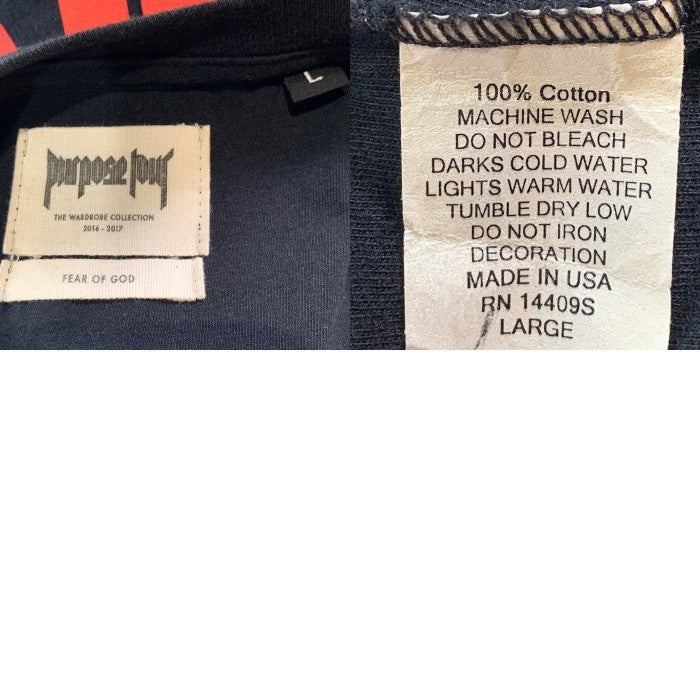 L
purpose tour
THE WARDROBE COLLECTION
2016 - 2017
FEAR OF GOD
100% Cotton
MACHINE WASH
DO NOT BLEACH
DARKS COLD WATER
LIGHTS WARM WATER
TUMBLE DRY LOW
DO NOT IRON
DECORATION
MADE IN USA
RN 14409S
LARGE